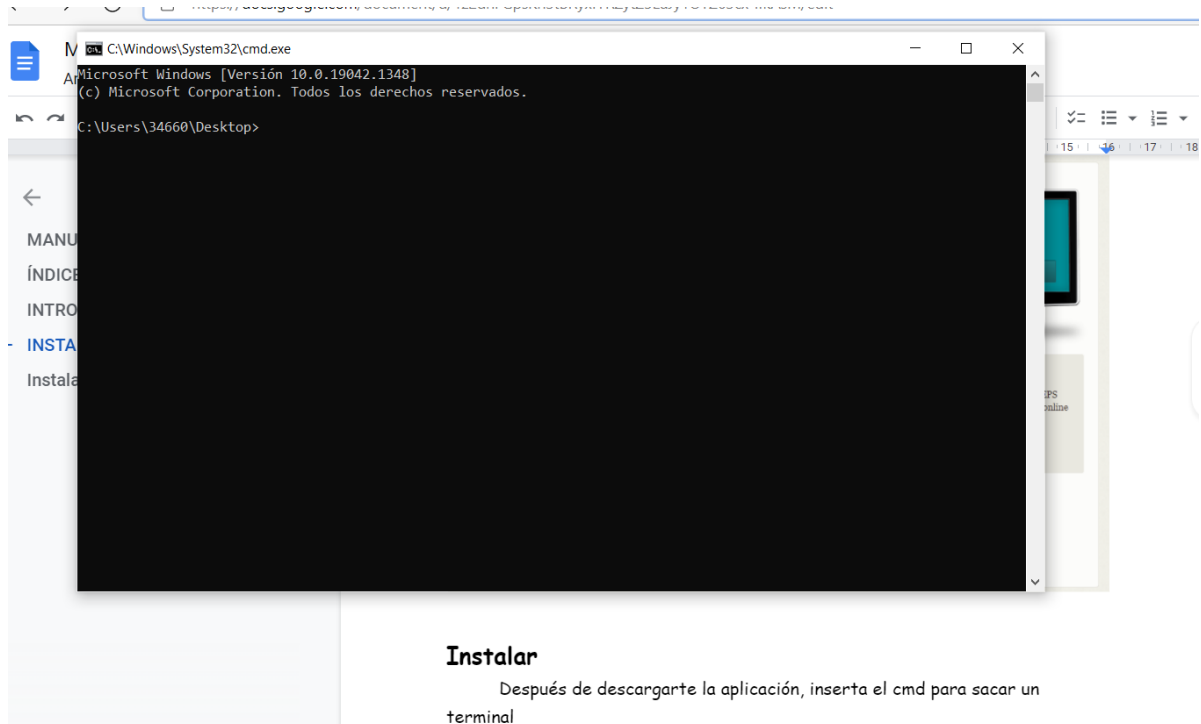 C:\Windows\System32\cmd.exe
Microsoft Windows [Versión 10.0.19042.1348]
(c) Microsoft Corporation. Todos los derechos reservados.
C:\Users\34660\Desktop>
15 16 17 18
MANU
ÍNDICE
INTRO
INSTA
Instala
IPS
online
Instalar
Después de descargarte la aplicación, inserta el cmd para sacar un
terminal